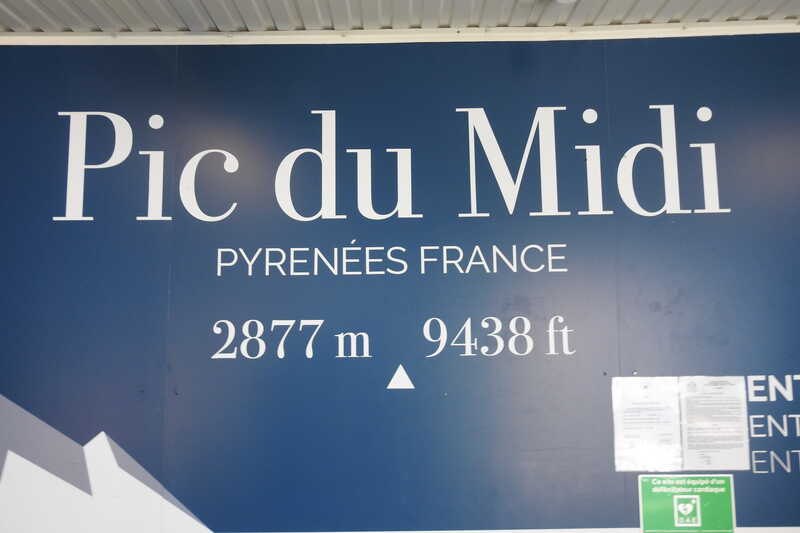 Pic du Midi
PYRENÉES FRANCE
2877 m 9438 ft
ENT
ENT
ENT
Ce site est équipé d'un
défibrillateur cardiaque
DAE